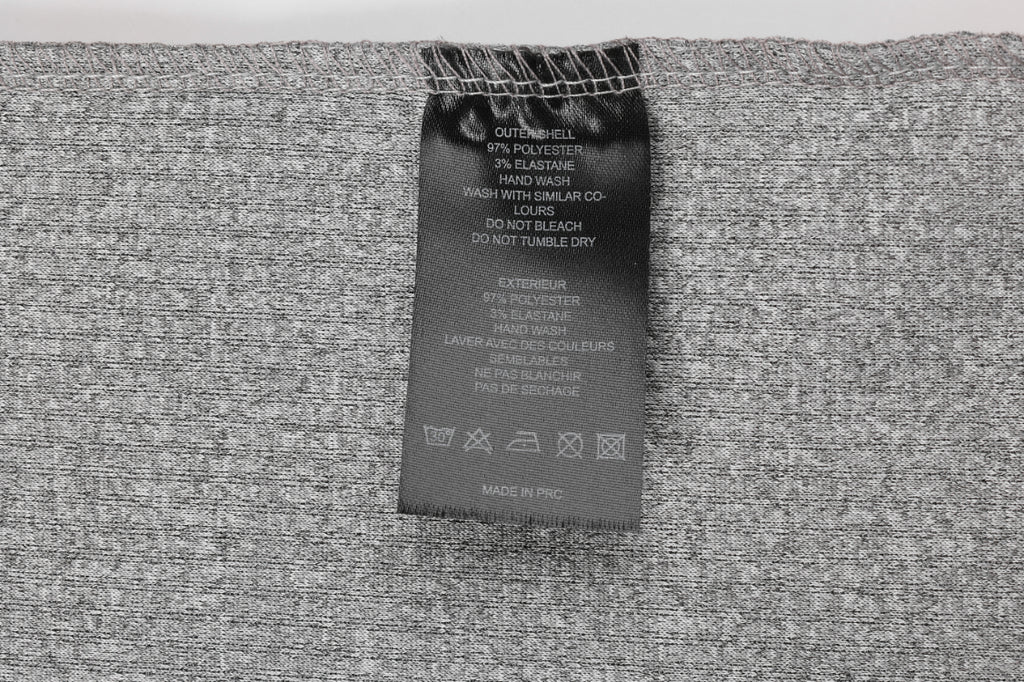 OUTER SHELL
97% POLYESTER
3% ELASTANE
HAND WASH
WASH WITH SIMILAR CO-
LOURS
DO NOT BLEACH
DO NOT TUMBLE DRY
EXTERIEUR
97% POLYESTER
3% ELASTANE
HAND WASH
LAVER AVEC DES COULEURS
SEMBLABLES
NE PAS BLANCHIR
PAS DE SECHAGE
30°
MADE IN PRC